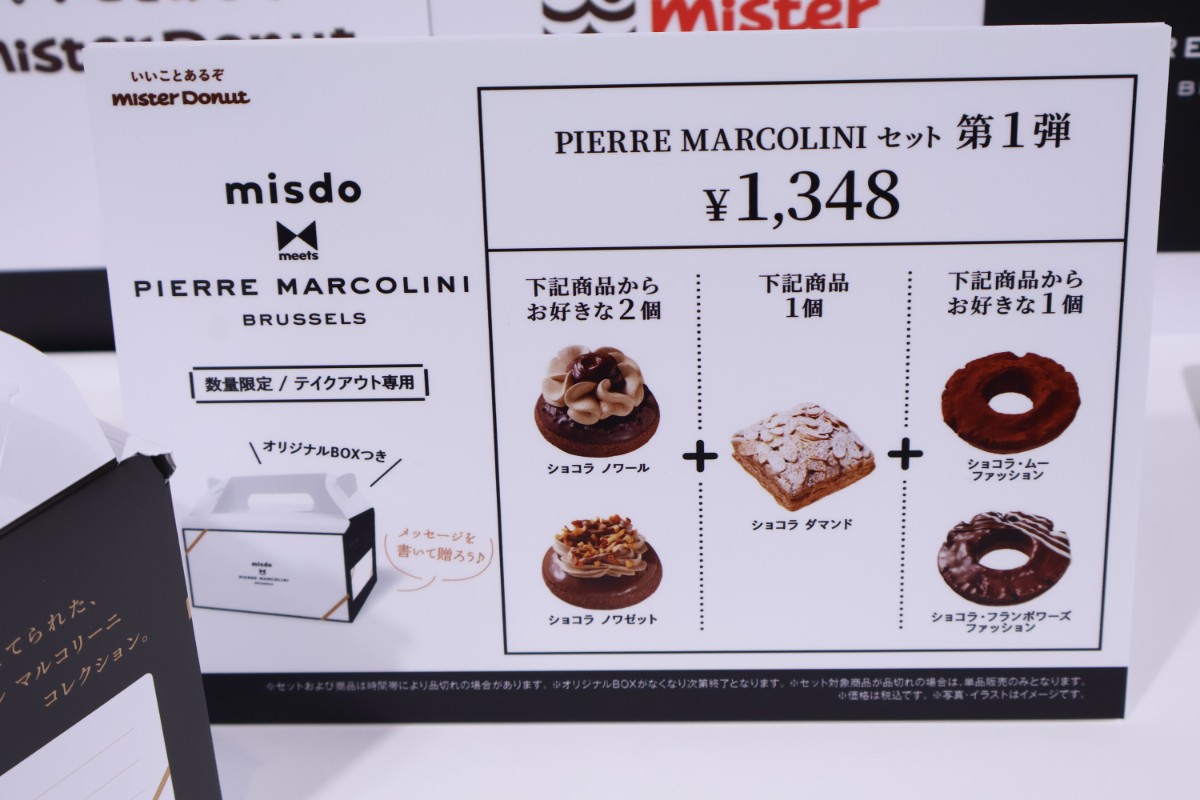 Mister Donut
Mister
いいことあるぞ
mister Donut
misdo
meets
PIERRE MARCOLINI
BRUSSELS
数量限定 / テイクアウト専用
オリジナルBOXつき
misdo
PIERRE MARCOLINI
BRUSSELS
メッセージを
書いて贈ろう♪
PIERRE MARCOLINI セット 第1弾
¥1,348
下記商品から
お好きな2個
ショコラ ノワール
ショコラ ノワゼット
+
下記商品
1個
ショコラ ダマンド
+
下記商品から
お好きな1個
ショコラ・ムー
ファッション
ショコラ・フランボワーズ
ファッション
※セットおよび商品は時間帯により品切れの場合があります。※オリジナルBOXがなくなり次第終了となります。※セット対象商品が品切れの場合は、単品販売のみとなります。
※価格は税込です。※写真・イラストはイメージです。
てられた、
マルコリーニ
コレクション。